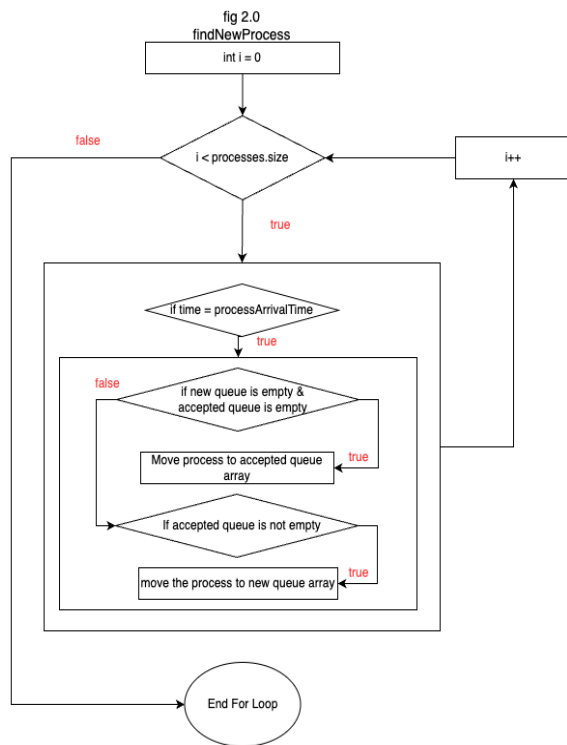 fig 2.0
findNewProcess
int i = 0
false
i < processes.size
i++
true
if time = processArrivalTime
true
false
if new queue is empty &
accepted queue is empty
Move process to accepted queue
array
true
If accepted queue is not empty
true
move the process to new queue array
End For Loop